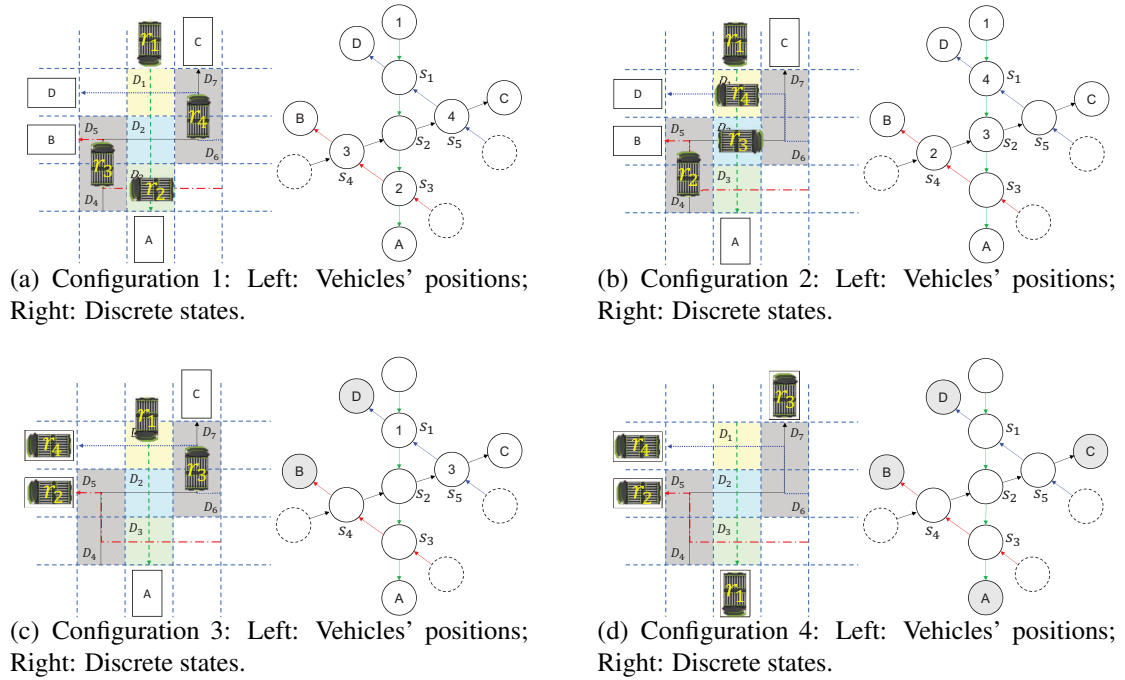 r₁
C
D₁
D₇
D
r₄
D₅
D₂
B
D₆
r₃
r₂
D₄
A
1
D
s₁
C
4
B
s₂
s₅
3
s₄
2
s₃
A
(a) Configuration 1: Left: Vehicles' positions;
Right: Discrete states.
r₁
C
D₇
D
r₄
D₅
B
r₃
D₆
D₃
r₂
D₄
A
1
D
4
s₁
C
B
3
s₂
s₅
2
s₄
s₃
A
(b) Configuration 2: Left: Vehicles' positions;
Right: Discrete states.
C
r₁
D₇
r₄
D₅
D₂
r₃
r₂
D₆
D₃
D₄
A
D
1
s₁
C
B
3
s₂
s₅
s₄
s₃
A
(c) Configuration 3: Left: Vehicles' positions;
Right: Discrete states.
r₃
D₁
D₇
r₄
D₅
D₂
r₂
D₆
D₃
D₄
r₁
D
s₁
C
B
s₂
s₅
s₄
s₃
A
(d) Configuration 4: Left: Vehicles' positions;
Right: Discrete states.